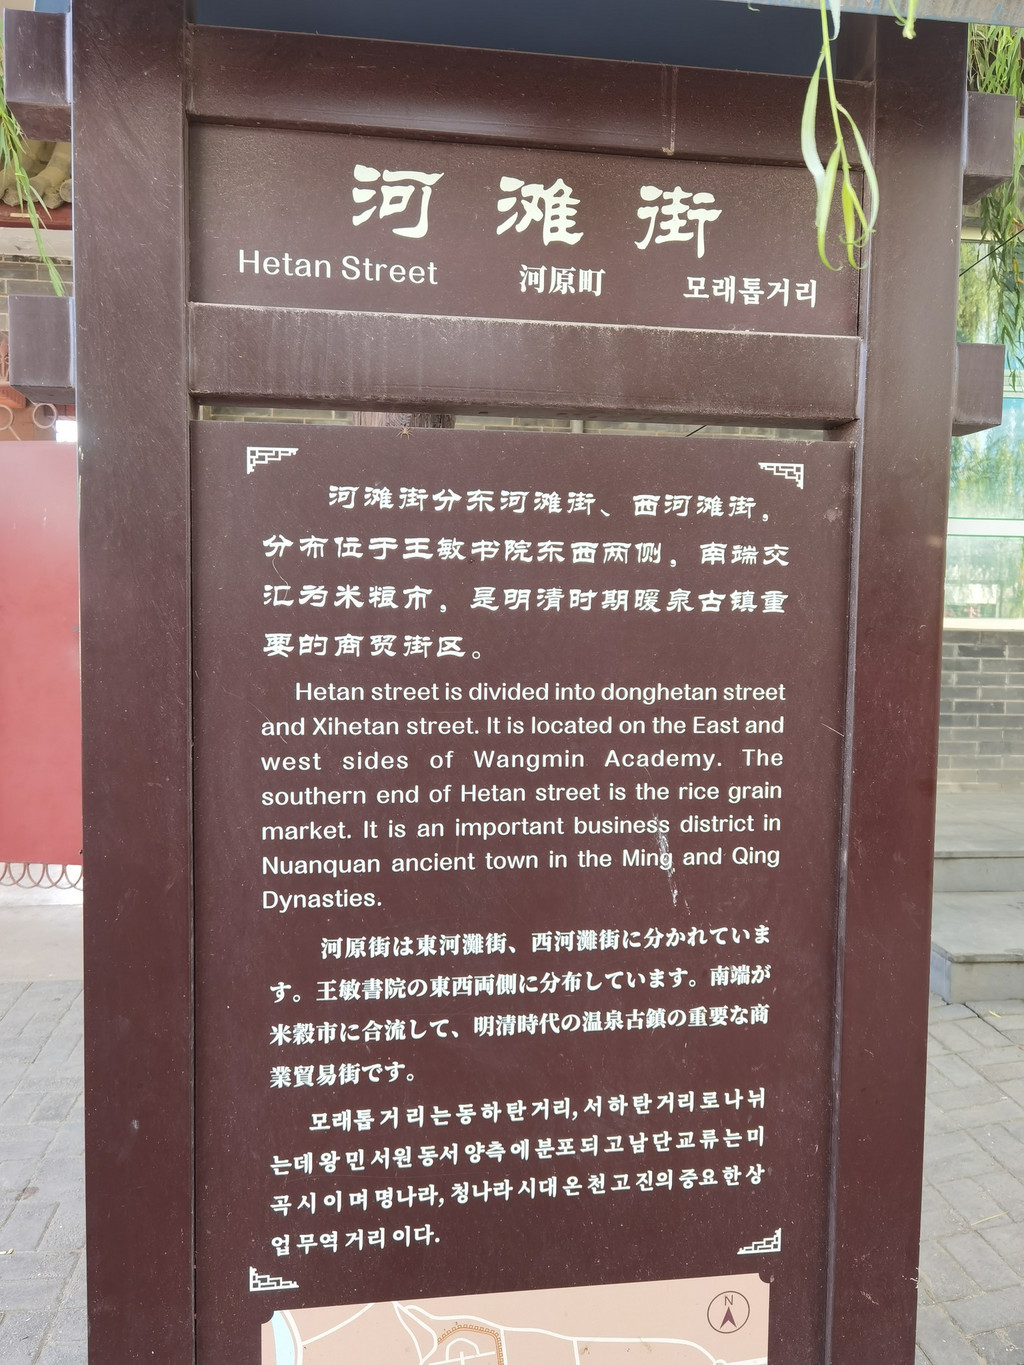 河滩街
Hetan Street 河原町 모래톱거리
河滩街分东河滩街、西河滩街，
分布位于王敏书院东西两侧，南端交
汇为米粮市，是明清时期暖泉古镇重
要的商贸街区。
Hetan street is divided into donghetan street
and Xihetan street. It is located on the East and
west sides of Wangmin Academy. The
southern end of Hetan street is the rice grain
market. It is an important business district in
Nuanquan ancient town in the Ming and Qing
Dynasties.
河原街は東河灘街、西河灘街に分かれていま
す。王敏書院の東西両側に分布しています。南端が
米穀市に合流して、明清時代の温泉古鎮の重要な商
業貿易街です。
모래톱 거 리 는 동 하 탄 거리, 서 하 탄 거 리 로 나 뉘
는데 왕 민 서원 동서 양측 에 분포 되 고 남 단 교 류 는 미
곡 시 이 며 명나라, 청나라 시대 온 천 고 진의 중요 한 상
업 무역 거리 이다.
N